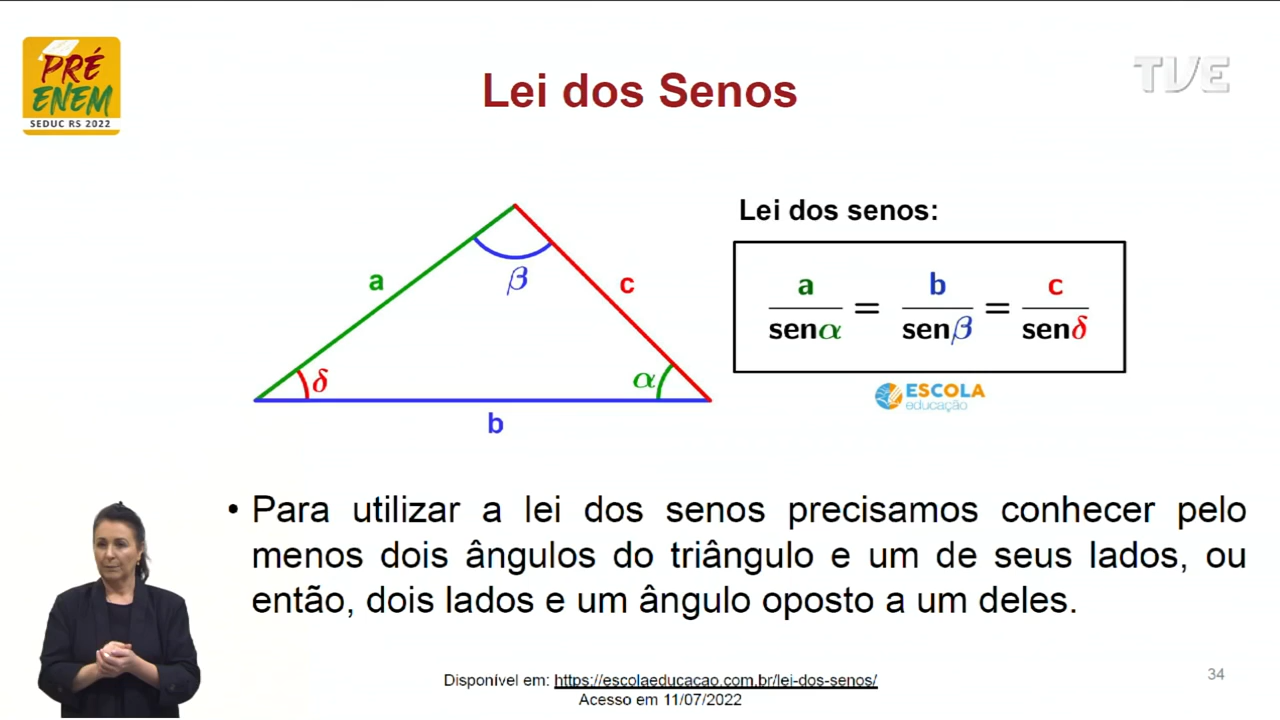 PRÉ
ENEM
SEDUC RS 2022
Lei dos Senos
TVE
a
β
c
δ
α
b
Lei dos senos:
a/senα = b/senβ = c/senδ
ESCOLA
educação
• Para utilizar a lei dos senos precisamos conhecer pelo
menos dois ângulos do triângulo e um de seus lados, ou
então, dois lados e um ângulo oposto a um deles.
Disponível em: https://escolaeducacao.com.br/lei-dos-senos/
Acesso em 11/07/2022
34